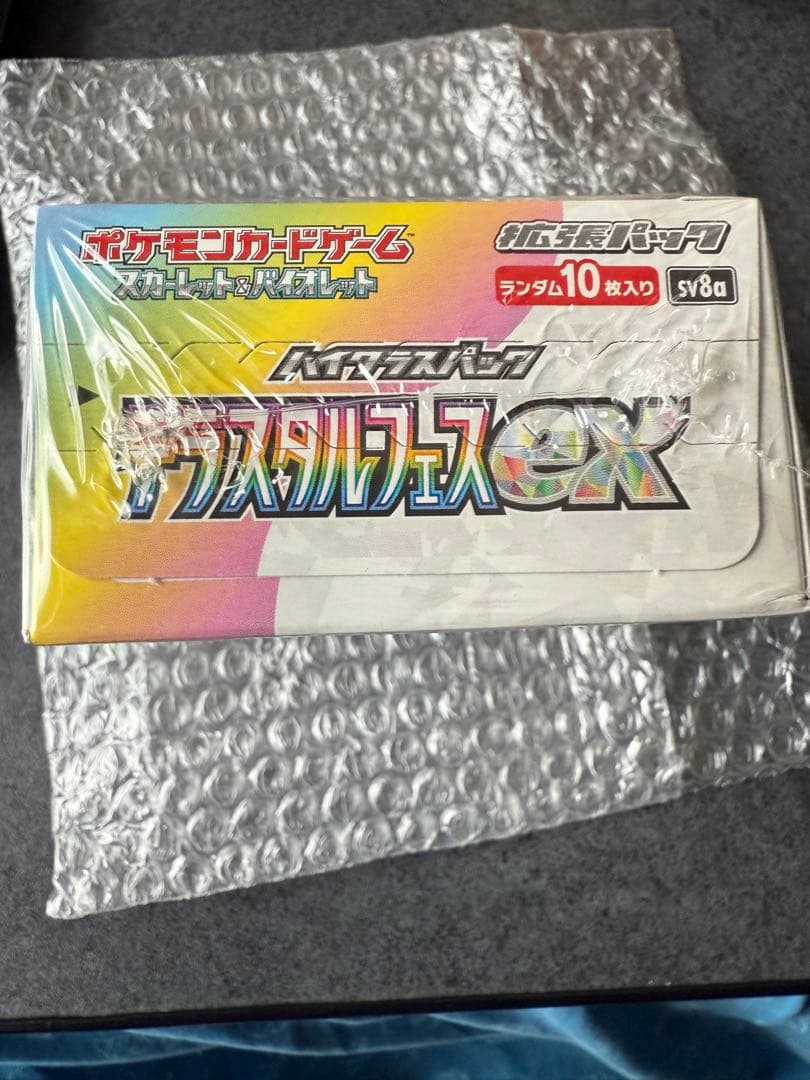 ポケモンカードゲーム™
スカーレット&バイオレット
拡張パック
ランダム10枚入り
sv8a
ハイクラスパック
テラスタルフェスex